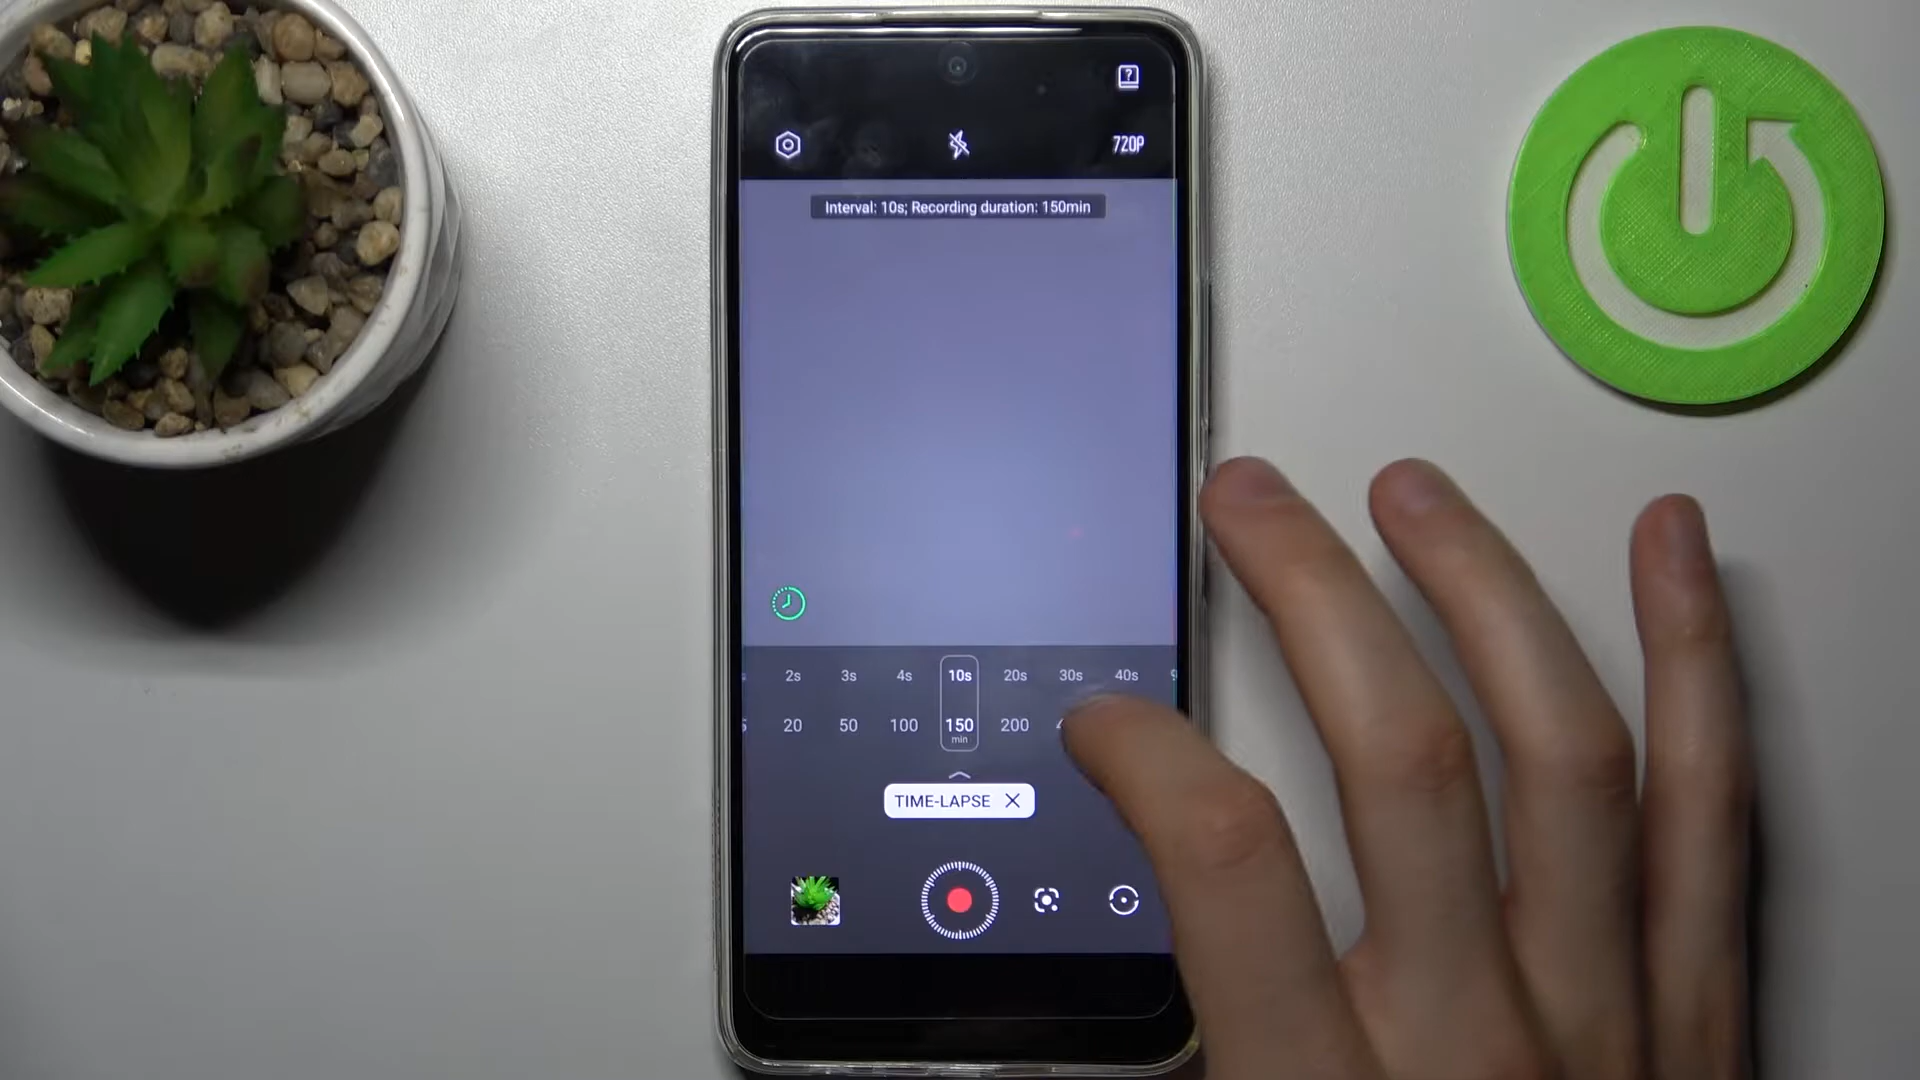 ?
720P
Interval: 10s; Recording duration: 150min
2s 3s 4s 10s 20s 30s 40s
20 50 100 150 200
min
TIME-LAPSE X